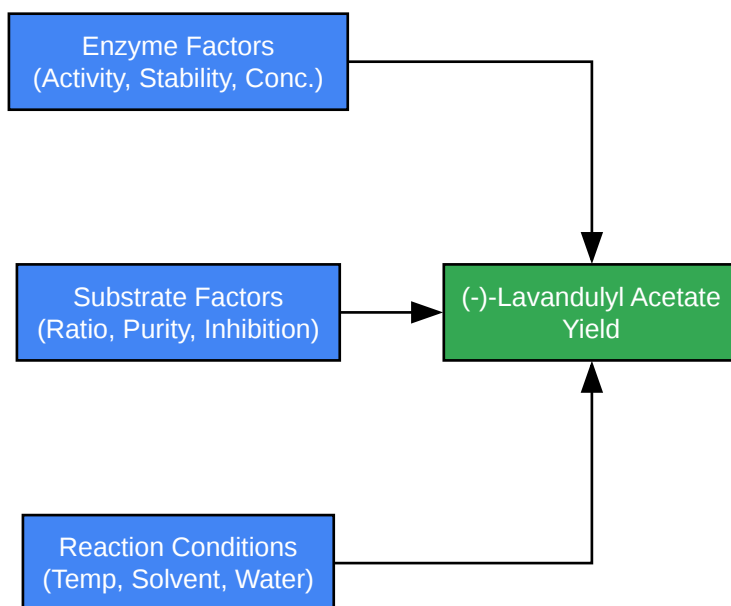 Enzyme Factors
(Activity, Stability, Conc.)
Substrate Factors
(Ratio, Purity, Inhibition)
(-)-Lavandulyl Acetate
Yield
Reaction Conditions
(Temp, Solvent, Water)